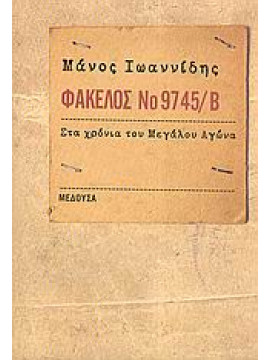 Μάνος Ιωαννίδης
ΦΑΚΕΛΟΣ Νο 9745/Β
Στα χρόνια του Μεγάλου Αγώνα
ΜΕΔΟΥΣΑ